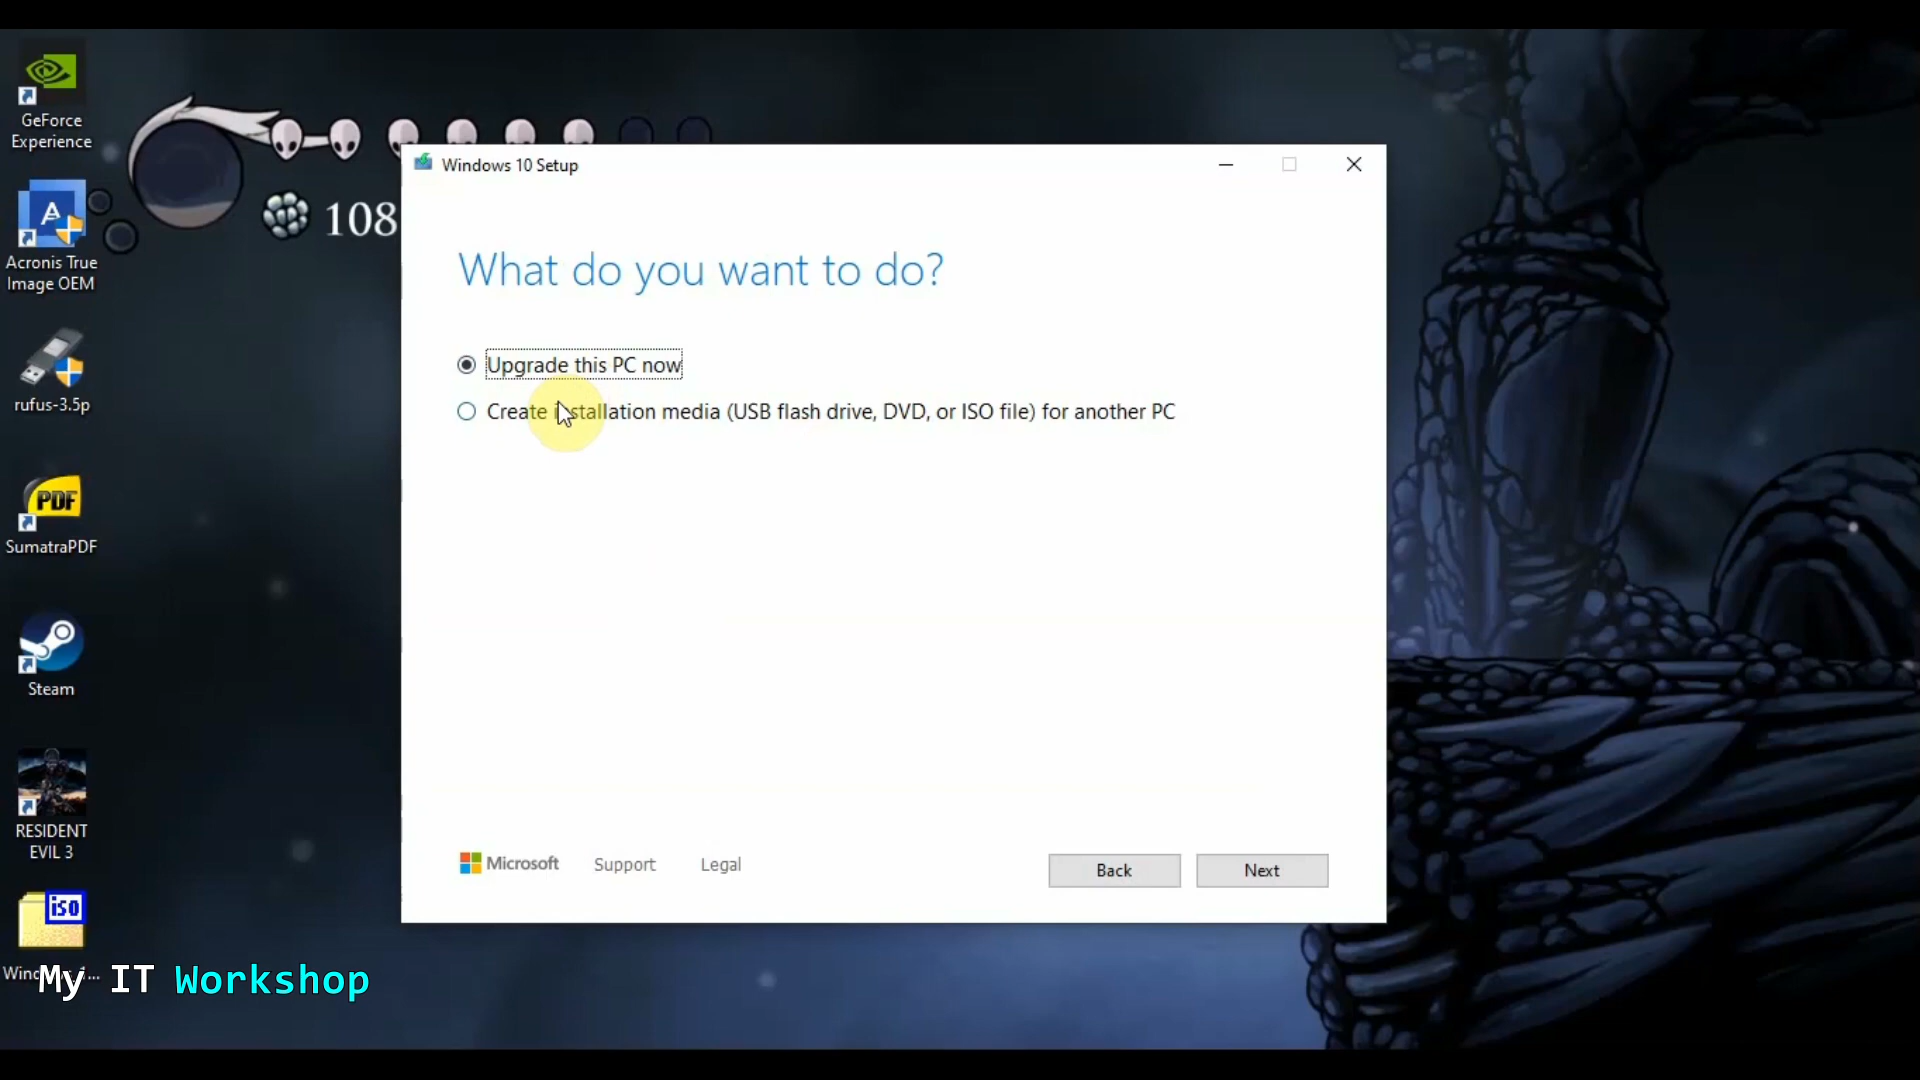 GeForce
Experience
Acronis True
Image OEM
rufus-3.5p
PDF
SumatraPDF
Steam
RESIDENT
EVIL 3
ISO
108
Windows 10 Setup
What do you want to do?
Upgrade this PC now
Create installation media (USB flash drive, DVD, or ISO file) for another PC
Microsoft
Support
Legal
Back
Next
My IT Workshop